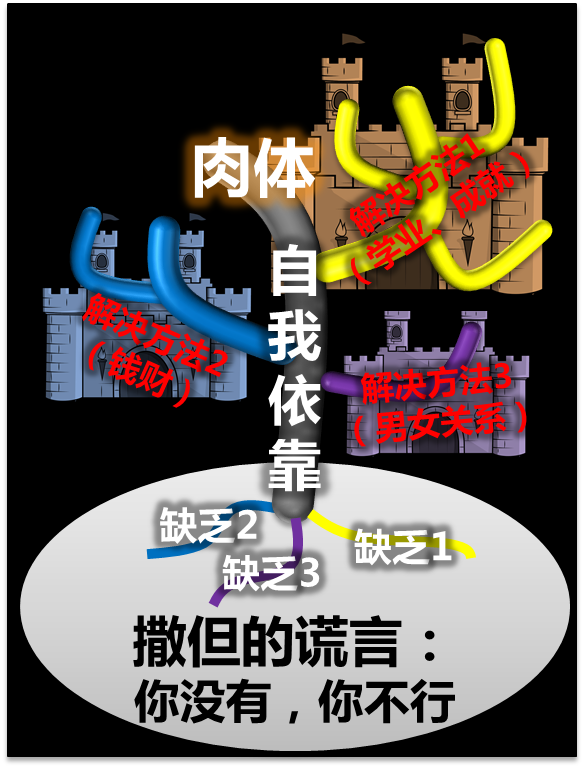 肉体
解决方法1
（学业、成就）
自我依靠
解决方法2
（钱财）
解决方法3
（男女关系）
缺乏2
缺乏1
缺乏3
撒但的谎言：
你没有，你不行